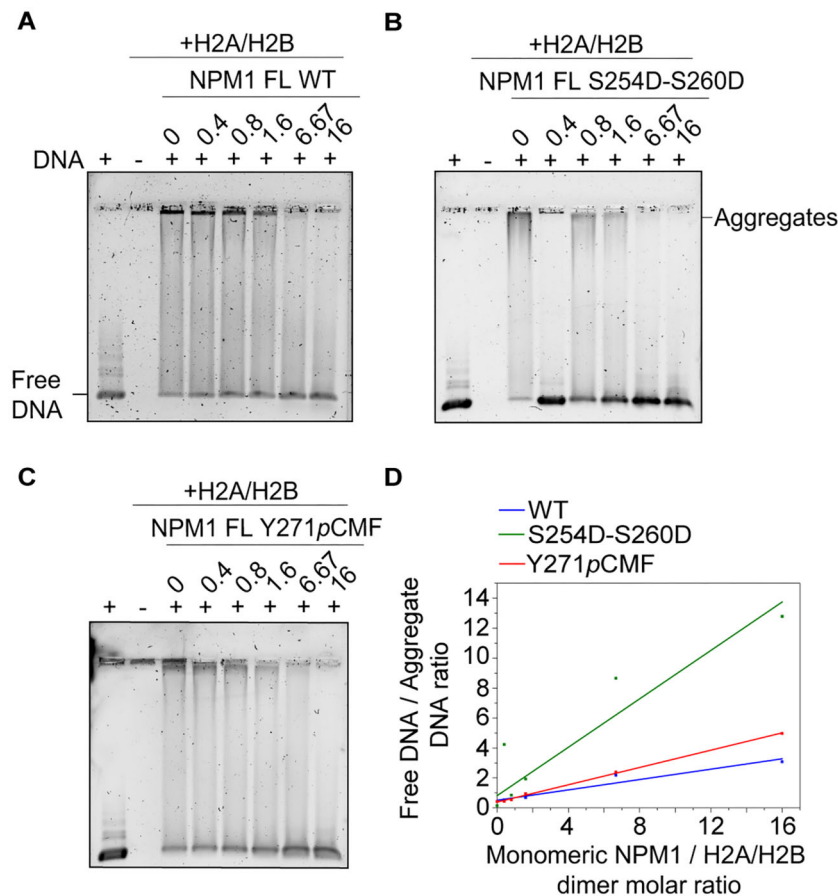 A
+H2A/H2B
NPM1 FL WT
0 0.4 0.8 1.6 6.67 16
DNA + - + + + + + +
Free
DNA
B
+H2A/H2B
NPM1 FL S254D-S260D
0 0.4 0.8 1.6 6.67 16
+ - + + + + + +
Aggregates
C
+H2A/H2B
NPM1 FL Y271pCMF
0 0.4 0.8 1.6 6.67 16
+ - + + + + + +
D
WT
S254D-S260D
Y271pCMF
14
12
10
8
6
4
2
0
0 4 8 12 16
Free DNA / Aggregate
DNA ratio
Monomeric NPM1 / H2A/H2B
dimer molar ratio